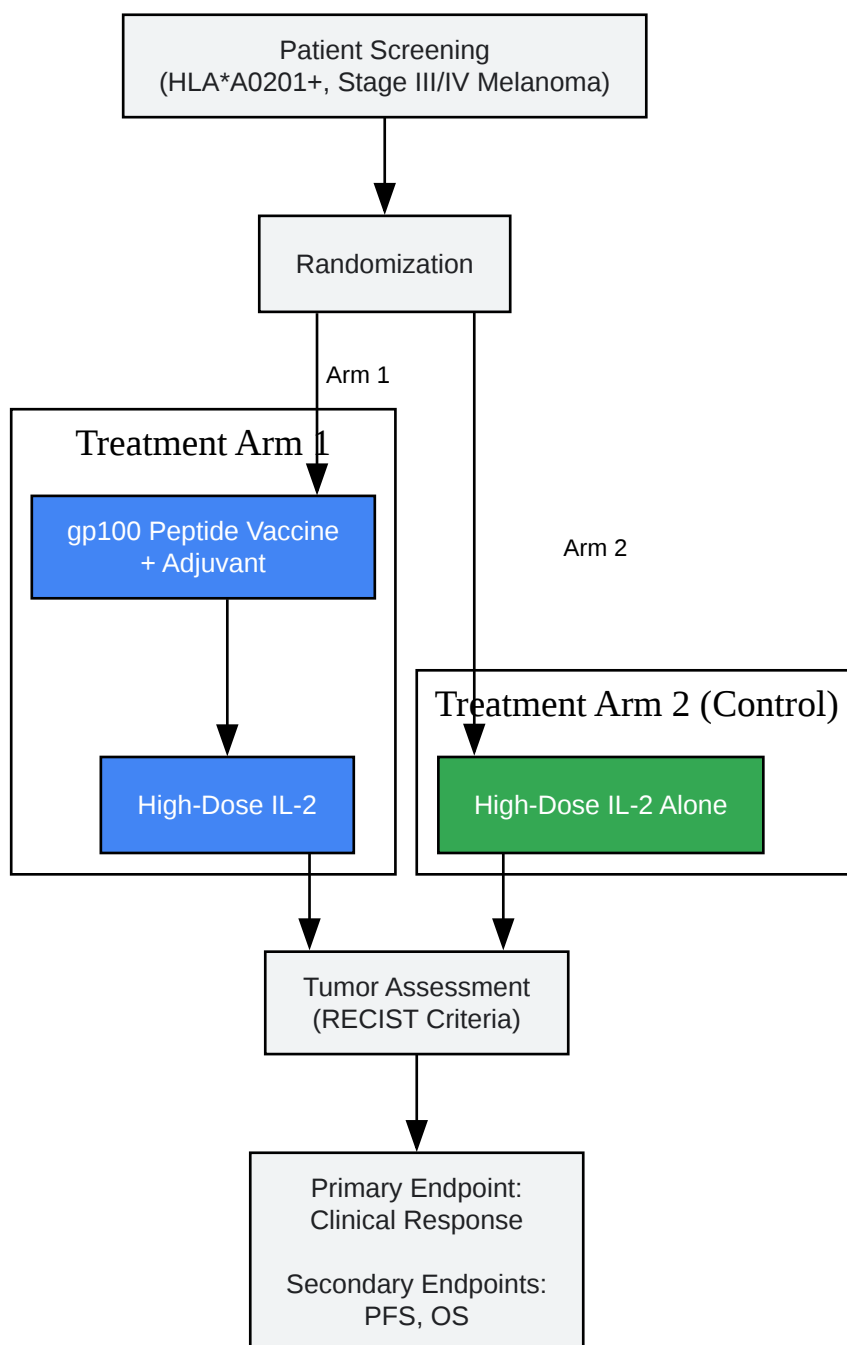 Patient Screening
(HLA*A0201+, Stage III/IV Melanoma)
Randomization
Arm 1
Treatment Arm 1
gp100 Peptide Vaccine
+ Adjuvant
Arm 2
Treatment Arm 2 (Control)
High-Dose IL-2
High-Dose IL-2 Alone
Tumor Assessment
(RECIST Criteria)
Primary Endpoint:
Clinical Response
Secondary Endpoints:
PFS, OS